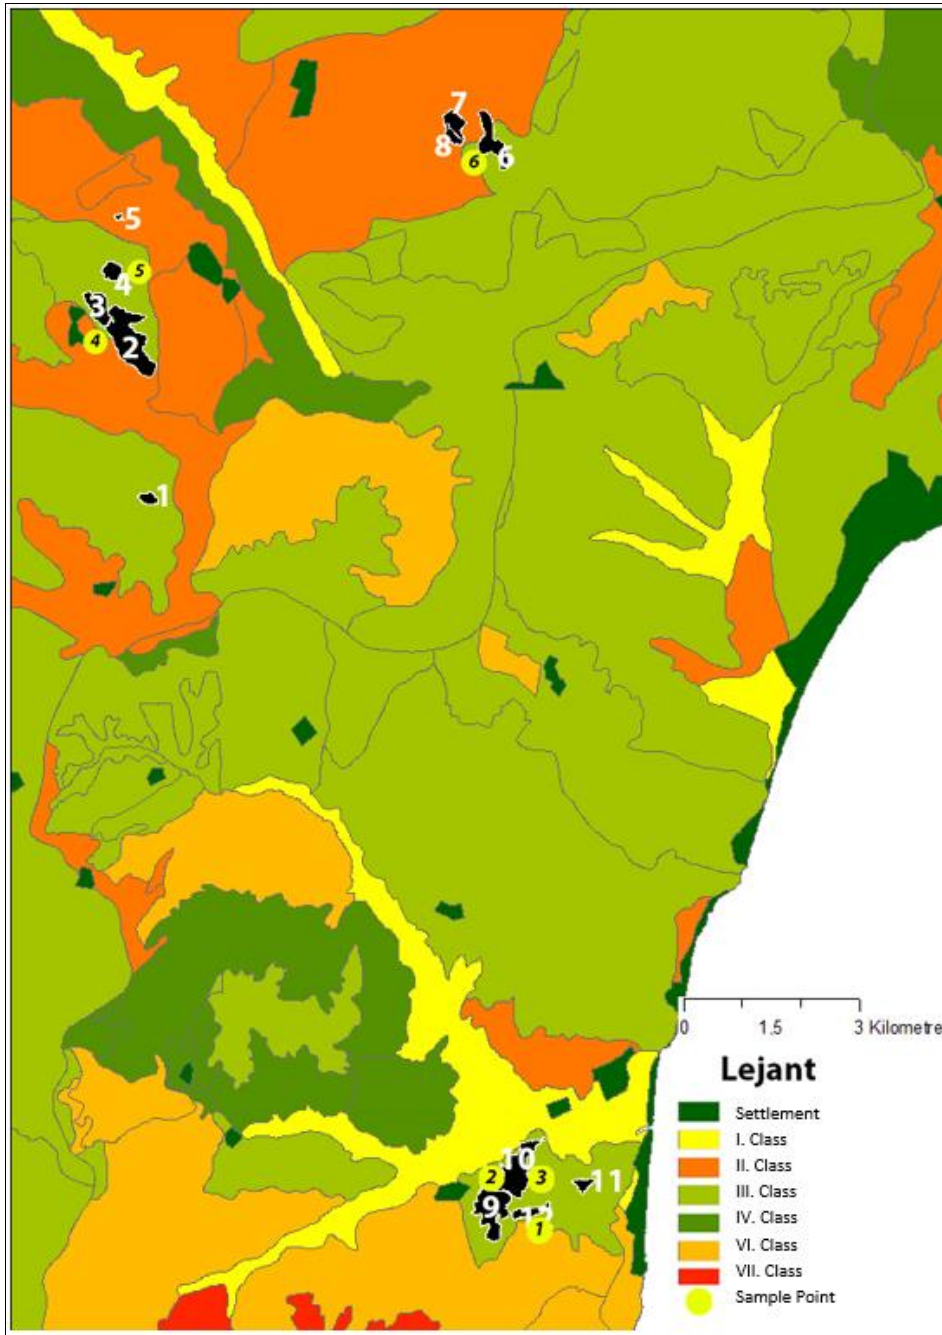 7
8
6
6
5
5
4
3
4
2
1
0 1.5 3 Kilometre
Lejant
Settlement
I. Class
II. Class
III. Class
IV. Class
VI. Class
VII. Class
Sample Point
10
2
3
11
9
12
1